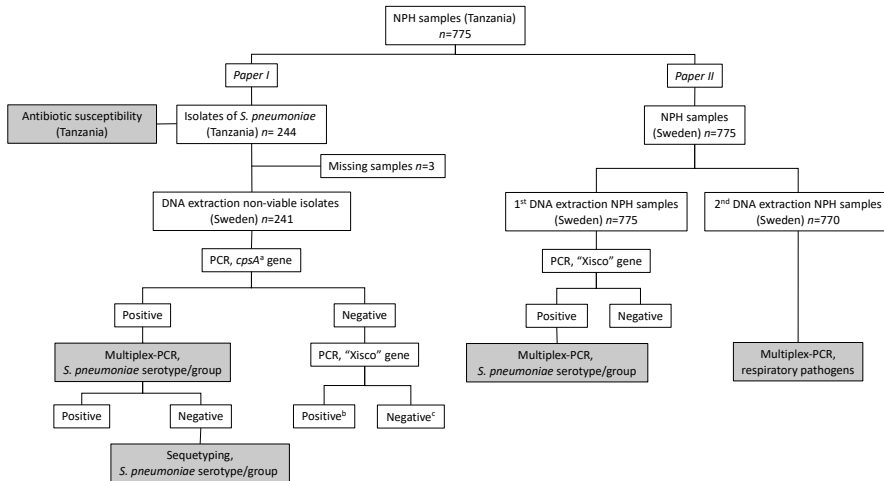 NPH samples (Tanzania)
n=775
Paper I
Paper II
Antibiotic susceptibility
(Tanzania)
Isolates of S. pneumoniae
(Tanzania) n= 244
NPH samples
(Sweden) n=775
Missing samples n=3
DNA extraction non-viable isolates
(Sweden) n=241
1st DNA extraction NPH samples
(Sweden) n=775
2nd DNA extraction NPH samples
(Sweden) n=770
PCR, cpsAᵃ gene
PCR, “Xisco” gene
Positive
Negative
Positive
Negative
Multiplex-PCR,
S. pneumoniae serotype/group
PCR, “Xisco” gene
Multiplex-PCR,
S. pneumoniae serotype/group
Multiplex-PCR,
respiratory pathogens
Positive
Negative
Positiveᵇ
Negativeᶜ
Sequetyping,
S. pneumoniae serotype/group